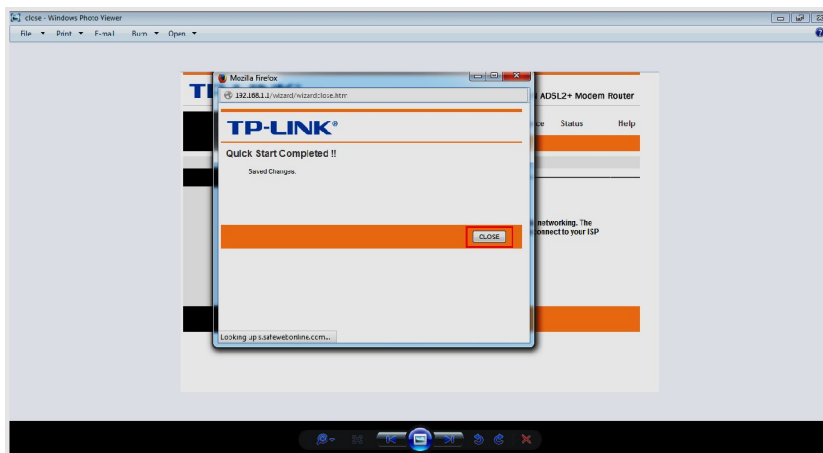 close - Windows Photo Viewer
File Print E-mail Burn Open
Mozilla Firefox
192.168.1.1/wizard/wizardclose.htm
TP-LINK®
Quick Start Completed !!
Saved Changes.
CLOSE
Looking up s.safewebonline.com...
ADSL2+ Modem Router
Status Help
networking. The
connect to your ISP